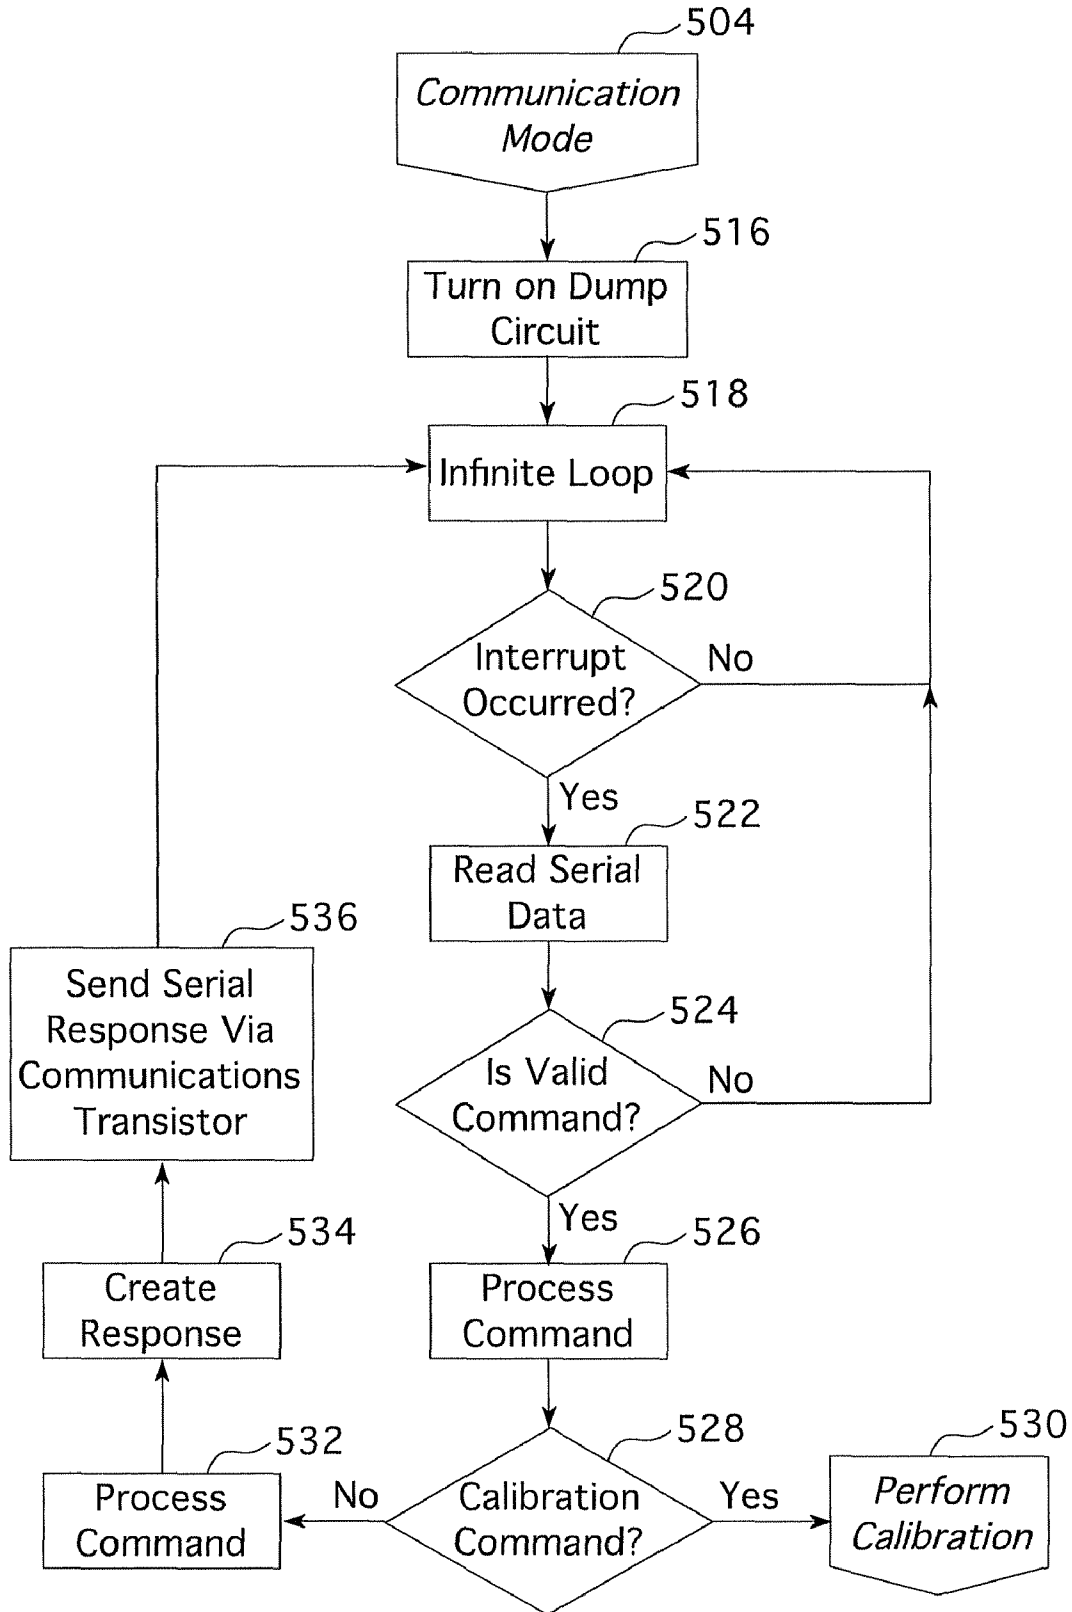 504
Communication
Mode
516
Turn on Dump
Circuit
518
Infinite Loop
520
Interrupt
Occurred?
No
Yes
522
Read Serial
Data
536
Send Serial
Response Via
Communications
Transistor
524
Is Valid
Command?
No
Yes
534
Create
Response
526
Process
Command
532
Process
Command
No
528
Calibration
Command?
Yes
530
Perform
Calibration